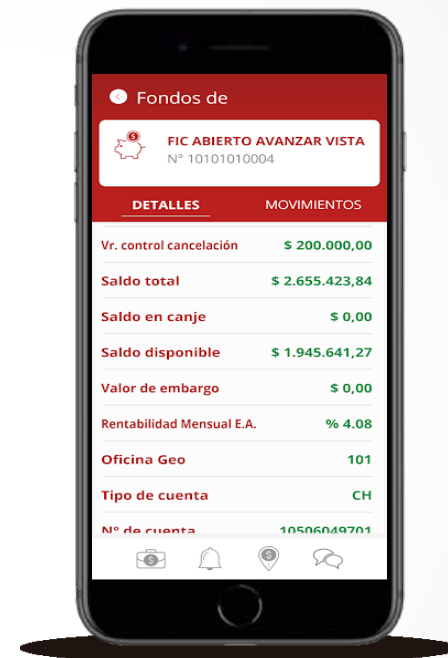 Fondos de
FIC ABIERTO AVANZAR VISTA
N° 10101010004
DETALLES MOVIMIENTOS
Vr. control cancelación $ 200.000,00
Saldo total $ 2.655.423,84
Saldo en canje $ 0,00
Saldo disponible $ 1.945.641,27
Valor de embargo $ 0,00
Rentabilidad Mensual E.A. % 4.08
Oficina Geo 101
Tipo de cuenta CH
N° de cuenta 10506049701